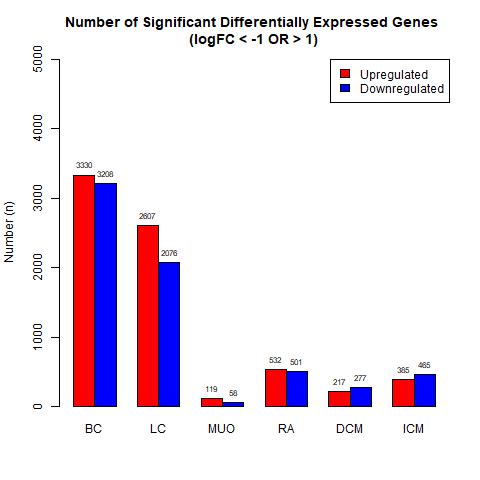 Number of Significant Differentially Expressed Genes
(logFC < -1 OR > 1)
Upregulated
Downregulated
Number (n)
5000
4000
3000
2000
1000
0
3330
3208
2607
2076
119
56
532
501
217
277
385
465
BC
LC
MUO
RA
DCM
ICM